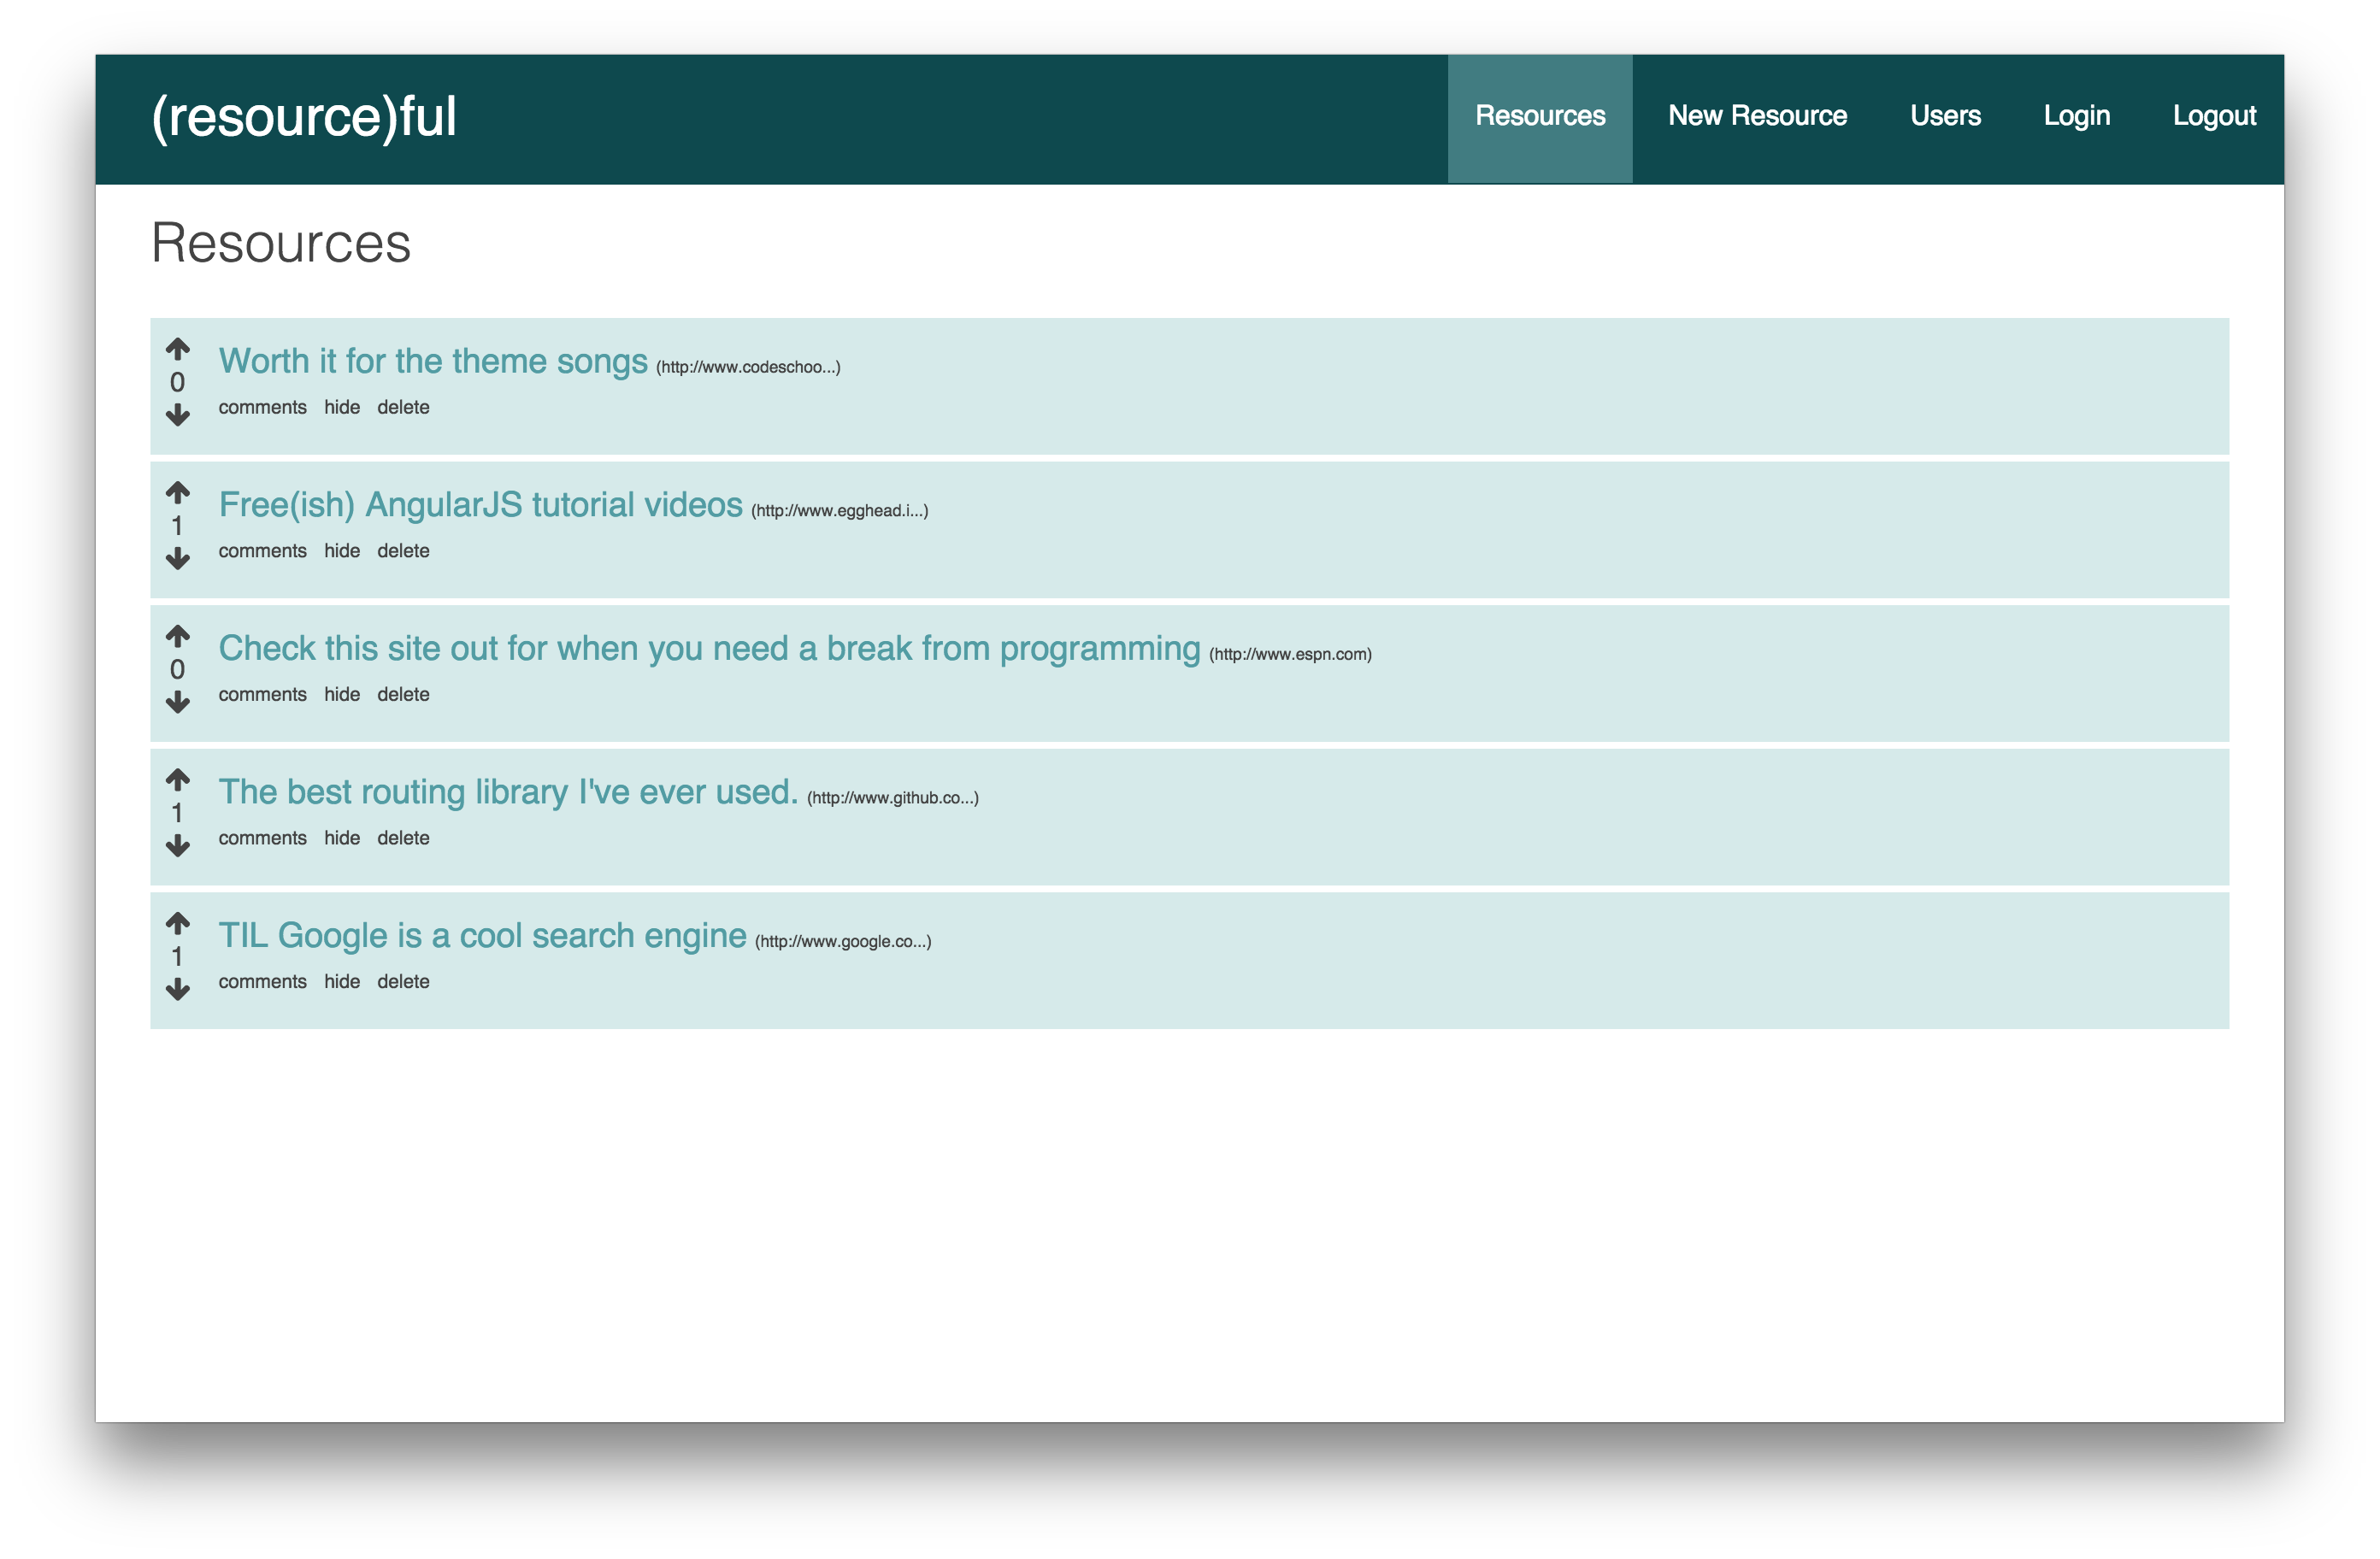 (resource)ful
Resources New Resource Users Login Logout
Resources
Worth it for the theme songs (http://www.codeschoo...)
0
comments hide delete
Free(ish) AngularJS tutorial videos (http://www.egghead.i...)
1
comments hide delete
Check this site out for when you need a break from programming (http://www.espn.com)
0
comments hide delete
The best routing library I've ever used. (http://www.github.co...)
1
comments hide delete
TIL Google is a cool search engine (http://www.google.co...)
1
comments hide delete